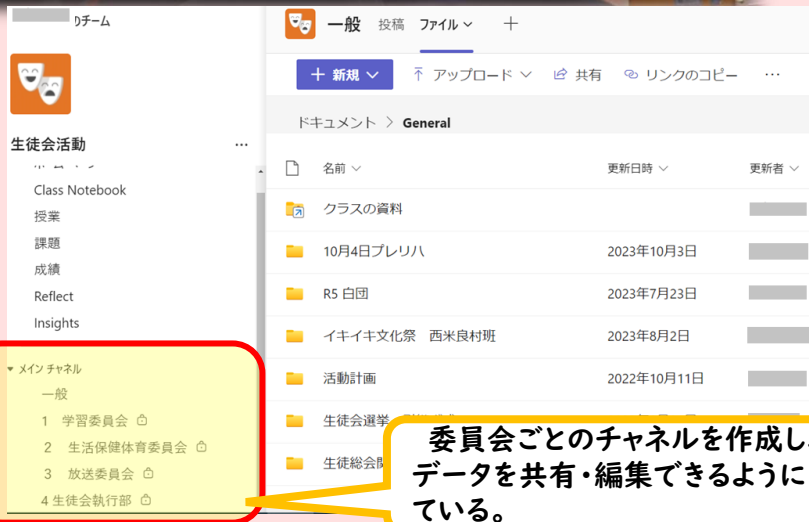 のチーム
生徒会活動
…
Class Notebook
授業
課題
成績
Reflect
Insights
メイン チャネル
一般
1 学習委員会
2 生活保健体育委員会
3 放送委員会
4 生徒会執行部
一般 投稿 ファイル
新規 アップロード 共有 リンクのコピー …
ドキュメント > General
名前 更新日時 更新者
クラスの資料
10月4日プレリハ 2023年10月3日
R5 白団 2023年7月23日
イキイキ文化祭 西米良村班 2023年8月2日
活動計画 2022年10月11日
生徒会選挙
生徒総会
委員会ごとのチャネルを作成し
データを共有・編集できるように
ている。